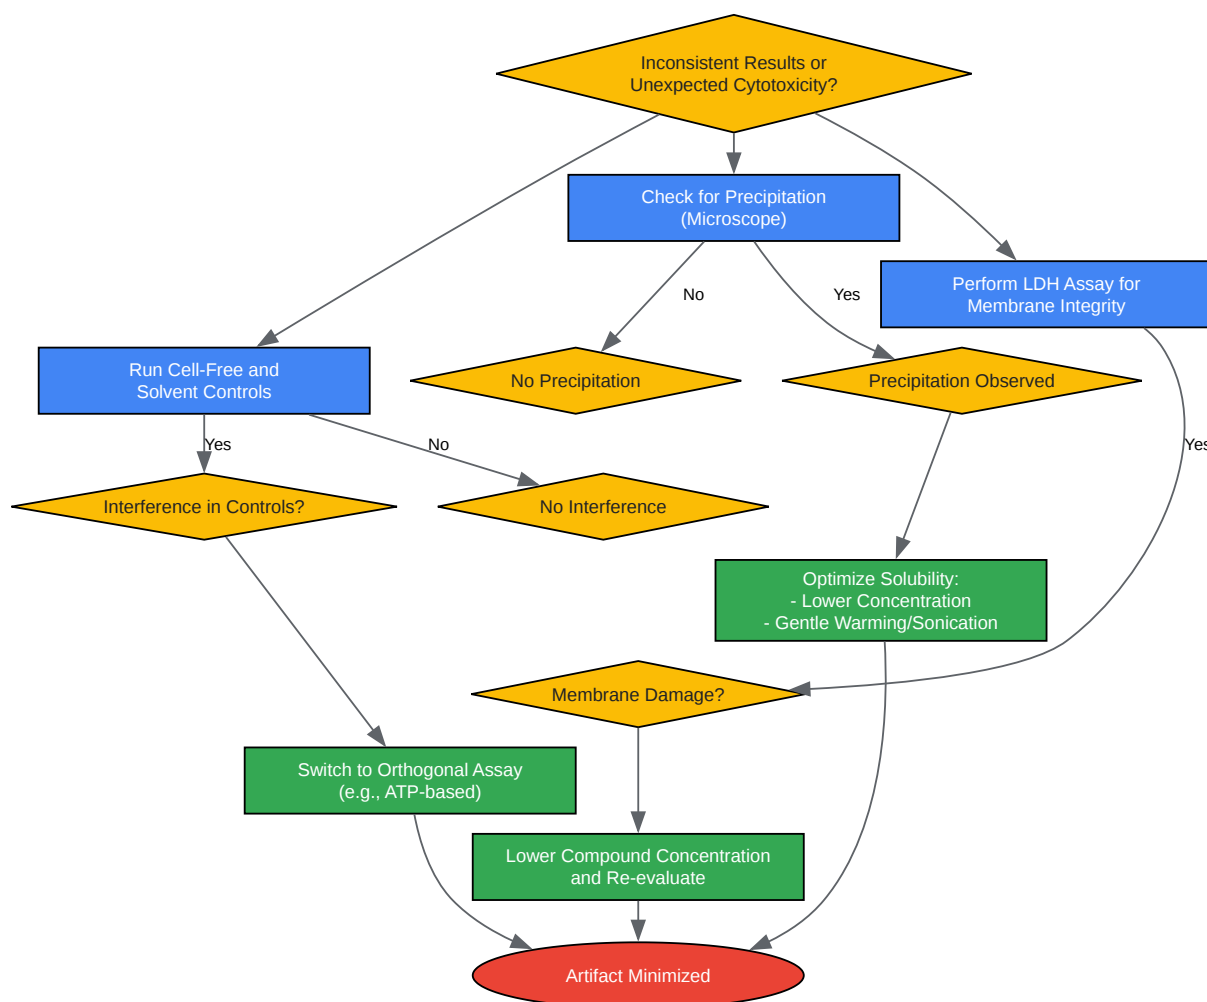 Inconsistent Results or
Unexpected Cytotoxicity?
Check for Precipitation
(Microscope)
Perform LDH Assay for
Membrane Integrity
No
Yes
Run Cell-Free and
Solvent Controls
No Precipitation
Precipitation Observed
Yes
No
Yes
Interference in Controls?
No Interference
Optimize Solubility:
- Lower Concentration
- Gentle Warming/Sonication
Membrane Damage?
Switch to Orthogonal Assay
(e.g., ATP-based)
Lower Compound Concentration
and Re-evaluate
Artifact Minimized